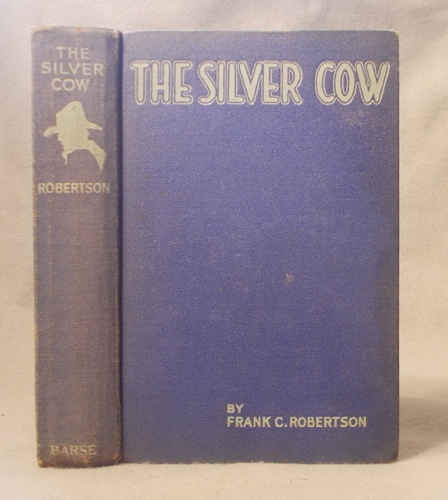 THE
SILVER
COW
ROBERTSON
BARSE
THE SILVER COW
BY
FRANK C. ROBERTSON